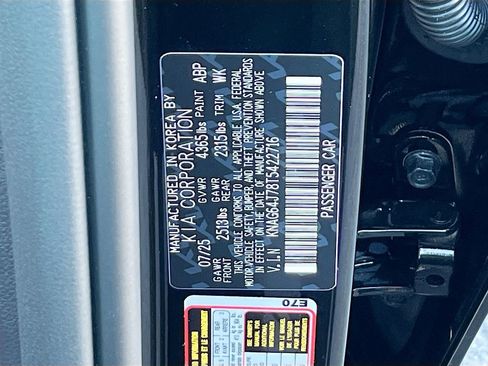 MANUFACTURED IN KOREA BY
KIA CORPORATION
07/25 GVWR 4365lbs PAINT ABP
GAWR FRONT 2513lbs GAWR REAR 2315lbs TRIM WK
THIS VEHICLE CONFORMS TO ALL APPLICABLE U.S.A. FEDERAL
MOTOR VEHICLE SAFETY,BUMPER, AND THEFT PREVENTION STANDARDS
IN EFFECT ON THE DATE OF MANUFACTURE SHOWN ABOVE
V.I.N KNAG64J78T5422716
PASSENGER CAR
E70